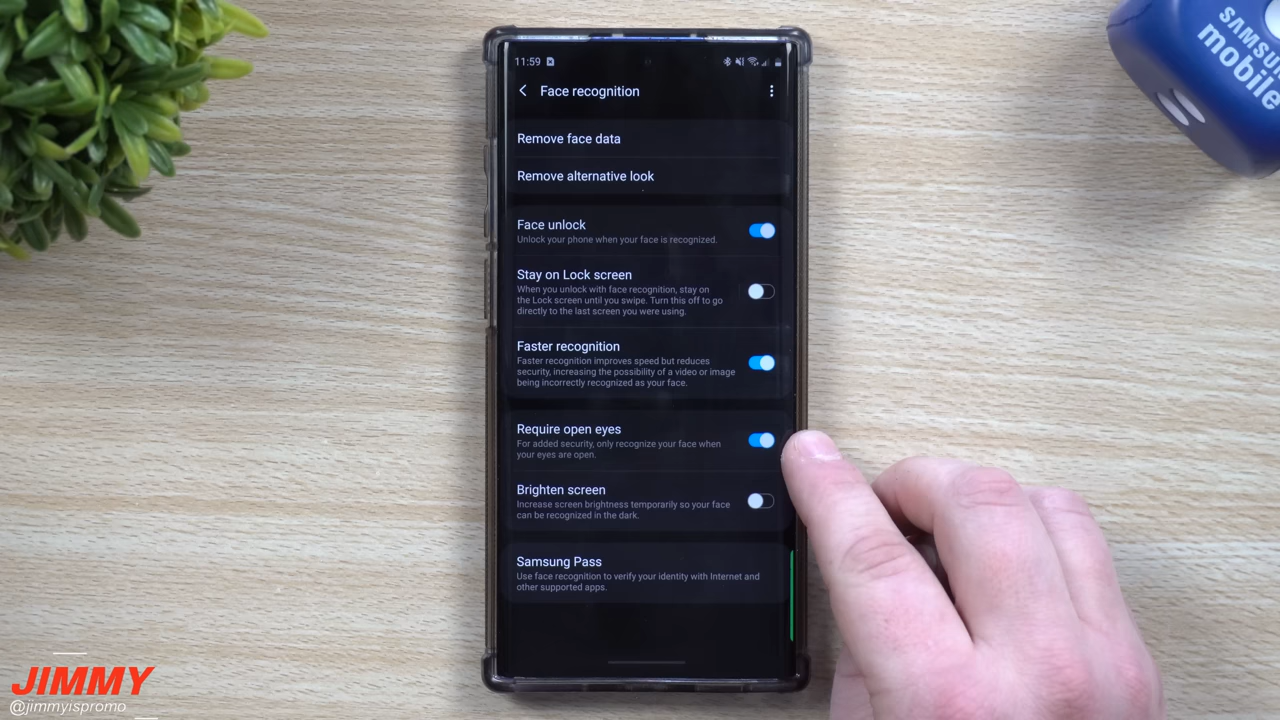 11:59
Face recognition
Remove face data
Remove alternative look
Face unlock
Unlock your phone when your face is recognized.
Stay on Lock screen
When you unlock with face recognition, stay on
the Lock screen until you swipe. Turn this off to go
directly to the last screen you were using.
Faster recognition
Faster recognition improves speed but reduces
security, increasing the possibility of a video or image
being incorrectly recognized as your face.
Require open eyes
For added security, only recognize your face when
your eyes are open.
Brighten screen
Increase screen brightness temporarily so your face
can be recognized in the dark.
Samsung Pass
Use face recognition to verify your identity with Internet and
other supported apps.
SAMSU
mobile
JIMMY
@jimmyispromo